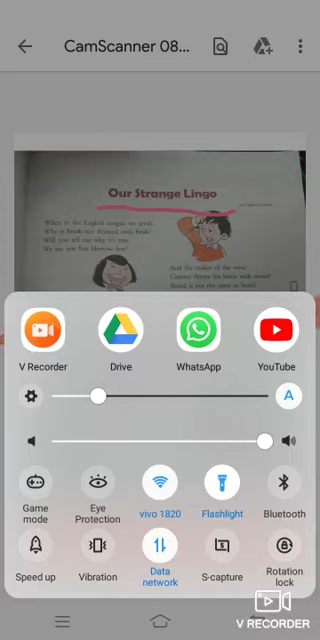 CamScanner 08...
Our Strange Lingo
When in the English tongue we speak
Why is break not rhymed with freak?
Will you tell me why it's true
We say sew but likewise few?
And the maker of the verse
Cannot rhyme his horse with worse?
Beard is not the same as heard
V Recorder
Drive
WhatsApp
YouTube
A
Game mode
Eye Protection
vivo 1820
Flashlight
Bluetooth
Speed up
Vibration
Data network
S-capture
Rotation lock
V RECORDER